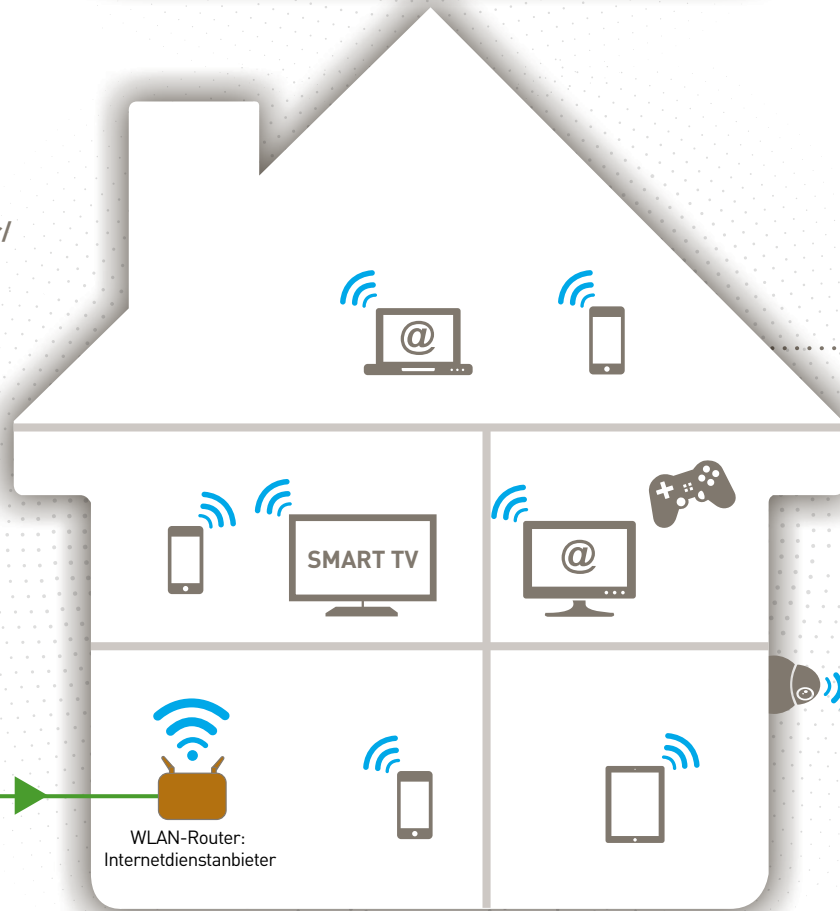 /
@
SMART TV
@
WLAN-Router:
Internetdienstanbieter